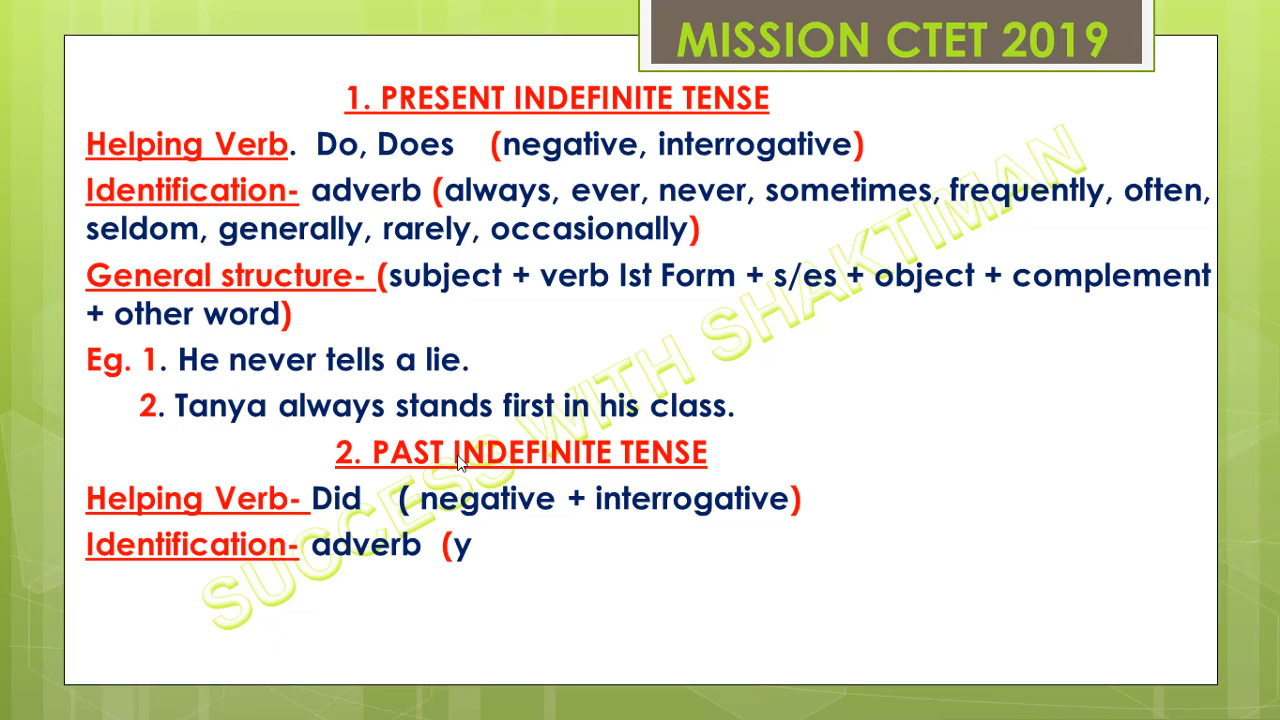 MISSION CTET 2019
1. PRESENT INDEFINITE TENSE
Helping Verb. Do, Does (negative, interrogative)
Identification- adverb (always, ever, never, sometimes, frequently, often,
seldom, generally, rarely, occasionally)
General structure- (subject + verb Ist Form + s/es + object + complement
+ other word)
Eg. 1. He never tells a lie.
2. Tanya always stands first in his class.
2. PAST INDEFINITE TENSE
Helping Verb- Did ( negative + interrogative)
Identification- adverb (y
SUCCESS WITH SHAKTIMAN